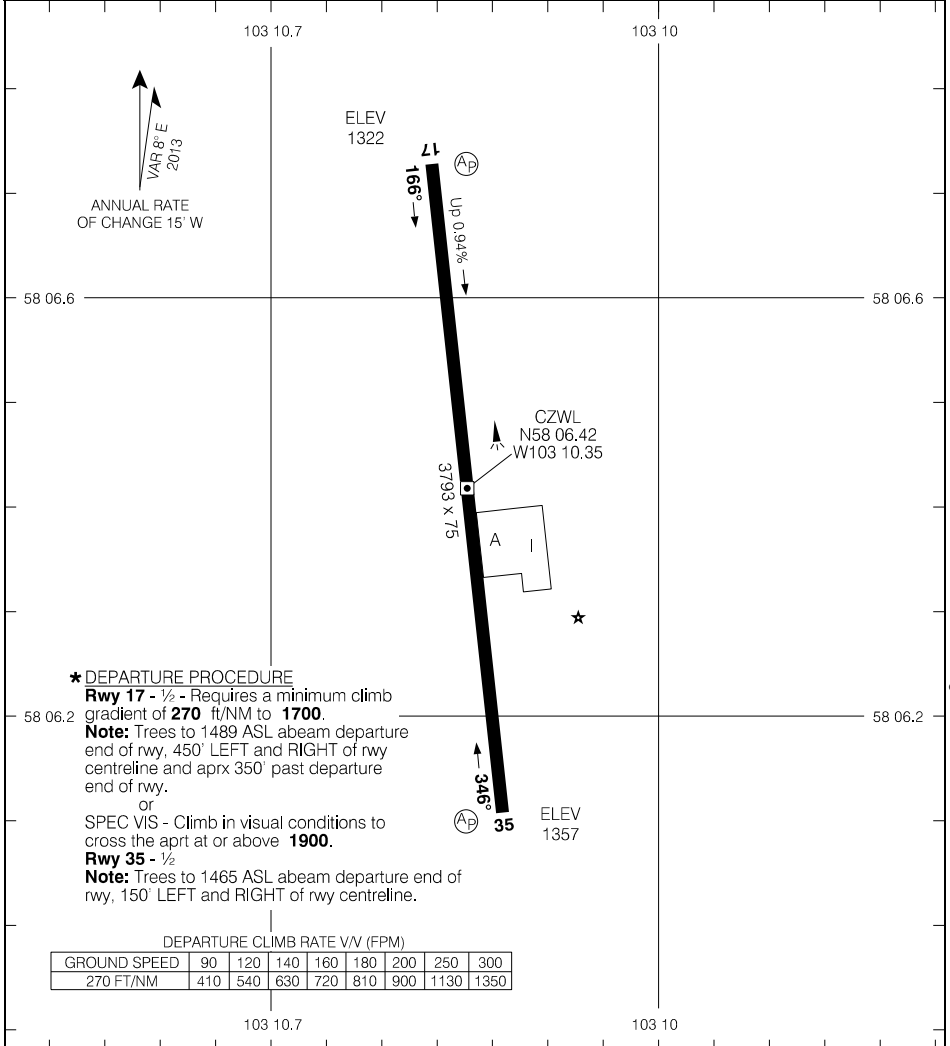 103 10.7 103 10
ELEV
1322
VAR 8° E
2013
ANNUAL RATE
OF CHANGE 15' W
17
AP
166°
Up 0.94%
58 06.6 58 06.6
CZWL
N58 06.42
W103 10.35
3793 x 75
A I
* DEPARTURE PROCEDURE
Rwy 17 - ½ - Requires a minimum climb
gradient of 270 ft/NM to 1700.
58 06.2 58 06.2
Note: Trees to 1489 ASL abeam departure
end of rwy, 450' LEFT and RIGHT of rwy
centreline and aprx 350' past departure
end of rwy.
or
SPEC VIS - Climb in visual conditions to
cross the aprt at or above 1900.
Rwy 35 - ½
Note: Trees to 1465 ASL abeam departure end of
rwy, 150' LEFT and RIGHT of rwy centreline.
346°
AP
35
ELEV
1357
DEPARTURE CLIMB RATE V/V (FPM)
GROUND SPEED 90 120 140 160 180 200 250 300
270 FT/NM 410 540 630 720 810 900 1130 1350
103 10.7 103 10